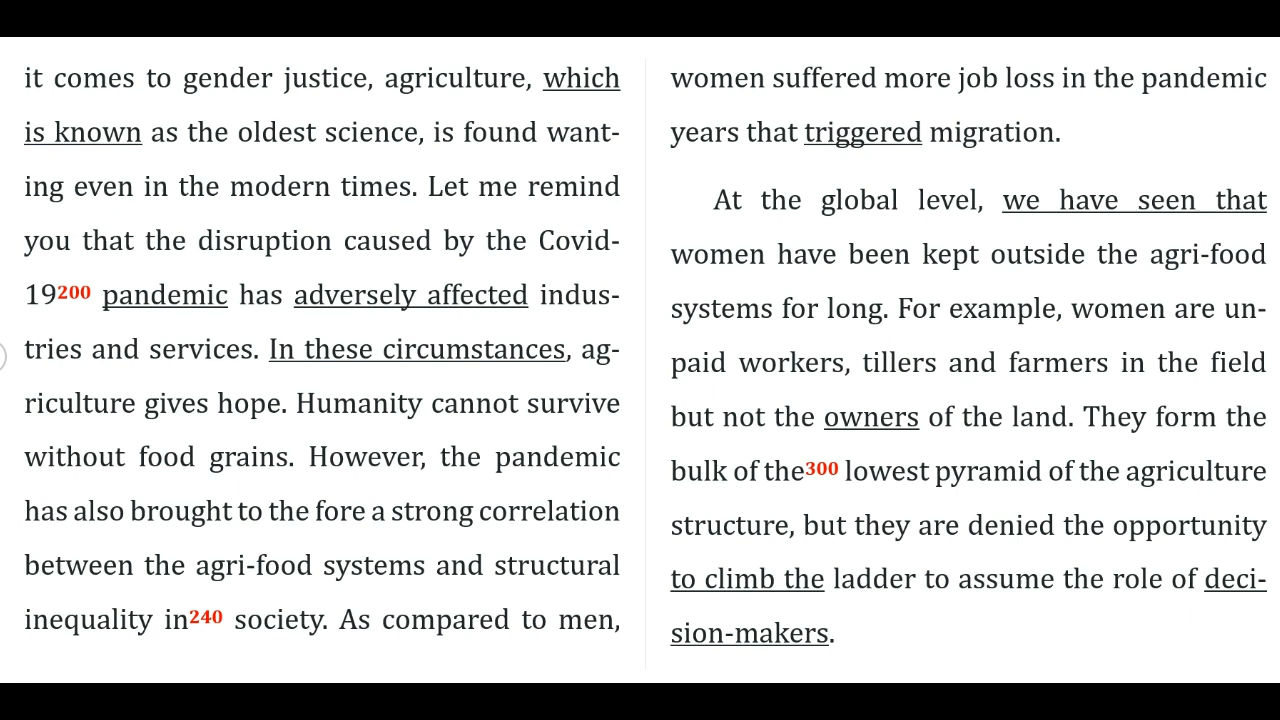 it comes to gender justice, agriculture, which
is known as the oldest science, is found want-
ing even in the modern times. Let me remind
you that the disruption caused by the Covid-
19200 pandemic has adversely affected indus-
tries and services. In these circumstances, ag-
riculture gives hope. Humanity cannot survive
without food grains. However, the pandemic
has also brought to the fore a strong correlation
between the agri-food systems and structural
inequality in240 society. As compared to men,
women suffered more job loss in the pandemic
years that triggered migration.
At the global level, we have seen that
women have been kept outside the agri-food
systems for long. For example, women are un-
paid workers, tillers and farmers in the field
but not the owners of the land. They form the
bulk of the300 lowest pyramid of the agriculture
structure, but they are denied the opportunity
to climb the ladder to assume the role of deci-
sion-makers.